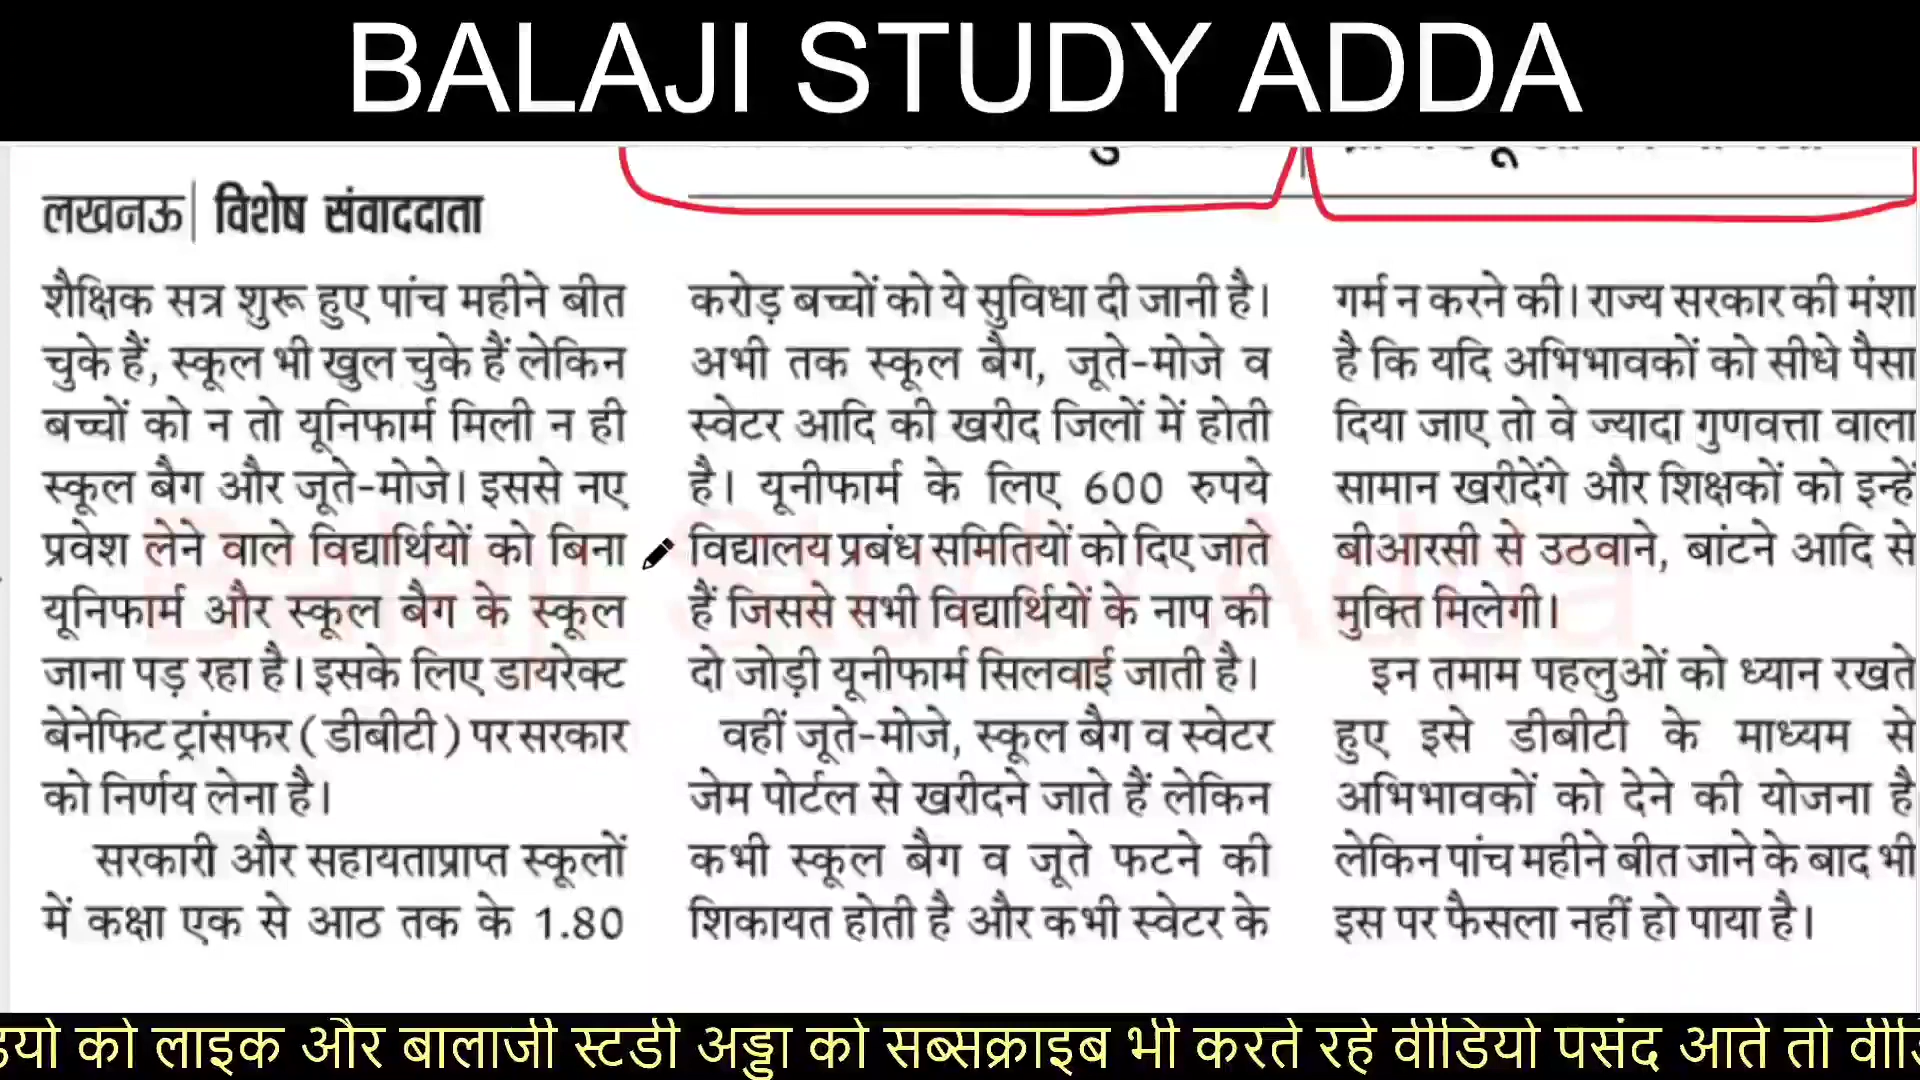 BALAJI STUDY ADDA
लखनऊ| विशेष संवाददाता
शैक्षिक सत्र शुरू हुए पांच महीने बीत
चुके हैं, स्कूल भी खुल चुके हैं लेकिन
बच्चों को न तो यूनिफार्म मिली न ही
स्कूल बैग और जूते-मोजे। इससे नए
प्रवेश लेने वाले विद्यार्थियों को बिना
यूनिफार्म और स्कूल बैग के स्कूल
जाना पड़ रहा है। इसके लिए डायरेक्ट
बेनेफिट ट्रांसफर (डीबीटी) पर सरकार
को निर्णय लेना है।
सरकारी और सहायताप्राप्त स्कूलों
में कक्षा एक से आठ तक के 1.80
करोड़ बच्चों को ये सुविधा दी जानी है।
अभी तक स्कूल बैग, जूते-मोजे व
स्वेटर आदि की खरीद जिलों में होती
है। यूनीफार्म के लिए 600 रुपये
विद्यालय प्रबंध समितियों को दिए जाते
हैं जिससे सभी विद्यार्थियों के नाप की
दो जोड़ी यूनीफार्म सिलवाई जाती है।
वहीं जूते-मोजे, स्कूल बैग व स्वेटर
जेम पोर्टल से खरीदने जाते हैं लेकिन
कभी स्कूल बैग व जूते फटने की
शिकायत होती है और कभी स्वेटर के
गर्म न करने की। राज्य सरकार की मंशा
है कि यदि अभिभावकों को सीधे पैसा
दिया जाए तो वे ज्यादा गुणवत्ता वाला
सामान खरीदेंगे और शिक्षकों को इन्हें
बीआरसी से उठवाने, बांटने आदि से
मुक्ति मिलेगी।
इन तमाम पहलुओं को ध्यान रखते
हुए इसे डीबीटी के माध्यम से
अभिभावकों को देने की योजना है
लेकिन पांच महीने बीत जाने के बाद भी
इस पर फैसला नहीं हो पाया है।
Balaji Study Adda
को लाइक और बालाजी स्टडी अड्डा को सब्सक्राइब भी करते रहे वीडियो पसंद आते तो